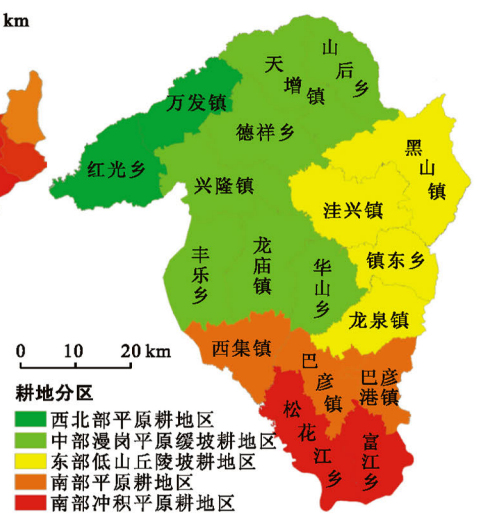 km
天增镇
山后乡
万发镇
德祥乡
黑山镇
红光乡
兴隆镇
洼兴镇
丰乐乡
龙庙镇
华山乡
镇东乡
龙泉镇
西集镇
巴彦镇
巴彦港镇
松花江乡
富江乡
0 10 20 km
耕地分区
西北部平原耕地区
中部漫岗平原缓坡耕地区
东部低山丘陵坡耕地区
南部平原耕地区
南部冲积平原耕地区